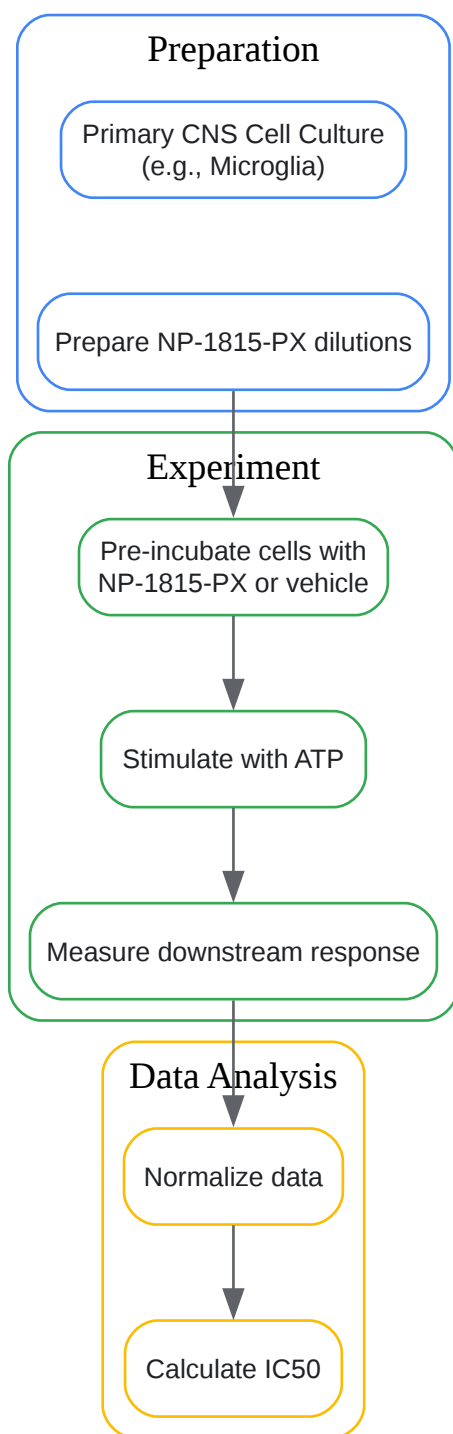 Preparation
Primary CNS Cell Culture
(e.g., Microglia)
Prepare NP-1815-PX dilutions
Experiment
Pre-incubate cells with
NP-1815-PX or vehicle
Stimulate with ATP
Measure downstream response
Data Analysis
Normalize data
Calculate IC50